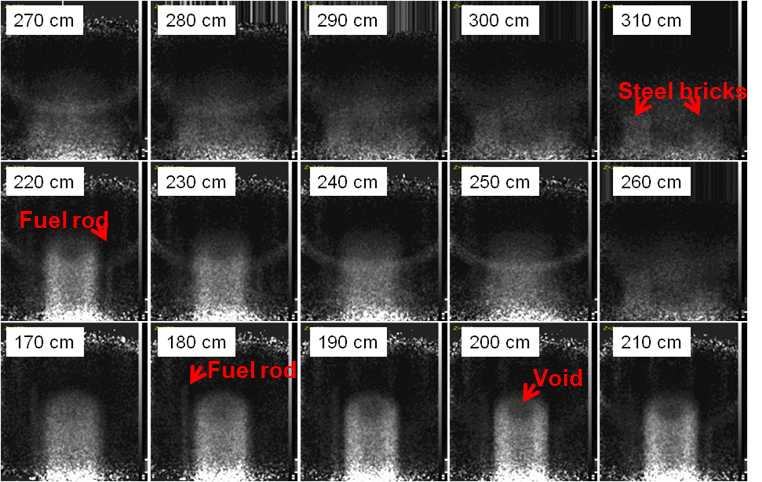 270 cm
280 cm
290 cm
300 cm
310 cm
Steel bricks
220 cm
230 cm
240 cm
250 cm
260 cm
Fuel rod
170 cm
180 cm
190 cm
200 cm
210 cm
Fuel rod
Void